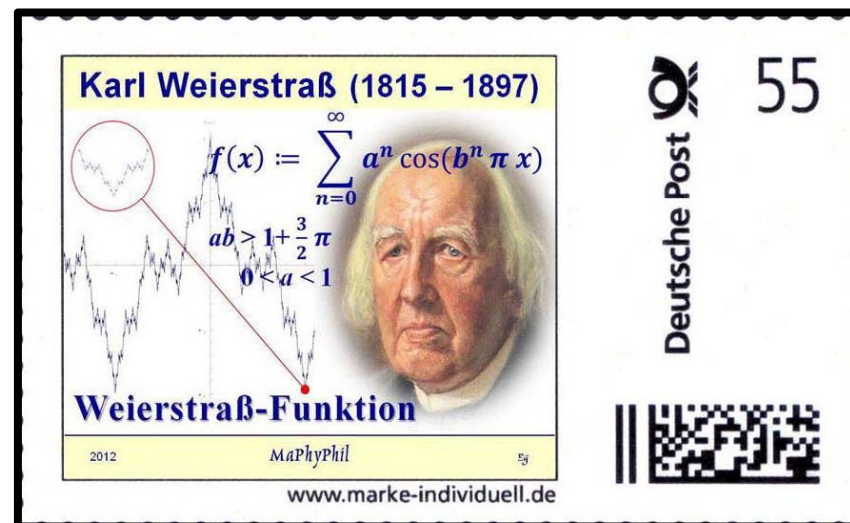 Karl Weierstraß (1815 – 1897)
f(x) := ∑_{n=0}^{∞} a^n cos(b^n π x)
ab > 1+ 3/2 π
0 < a < 1
Weierstraß-Funktion
2012 MaPhyPhil
www.marke-individuell.de
Deutsche Post
55